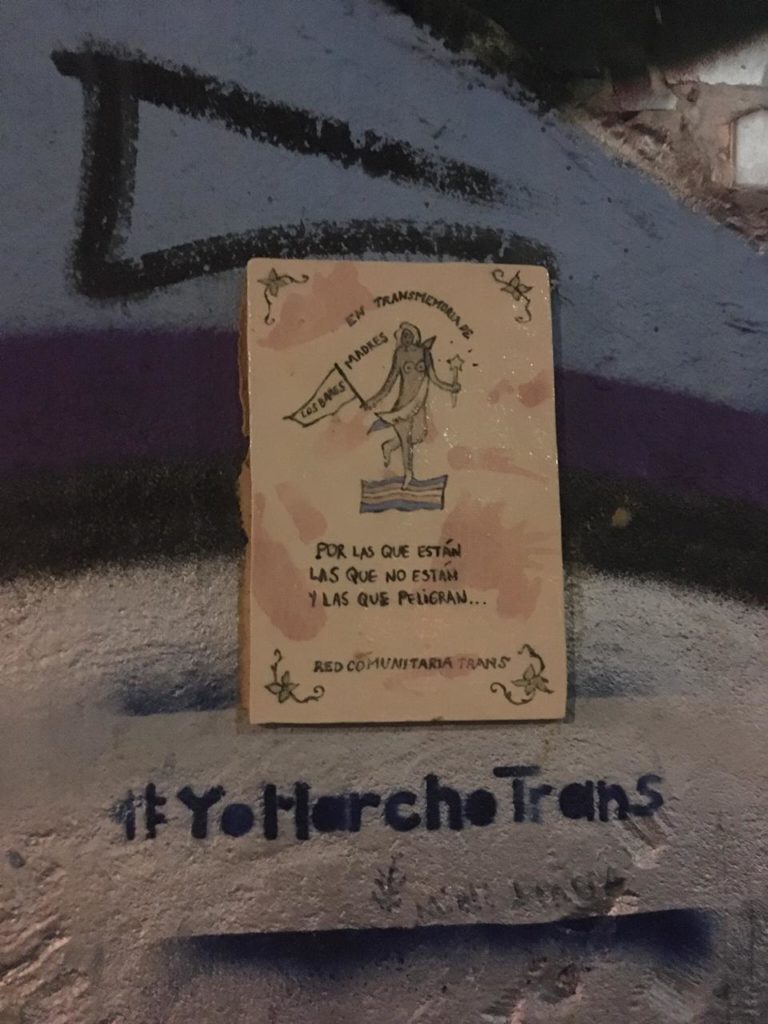 EN TRANSMEMORIA DE
MADRES
LOS BARES
POR LAS QUE ESTÁN
LAS QUE NO ESTÁN
Y LAS QUE PELIGRAN...
RED COMUNITARIA TRANS
#YoMarchoTrans